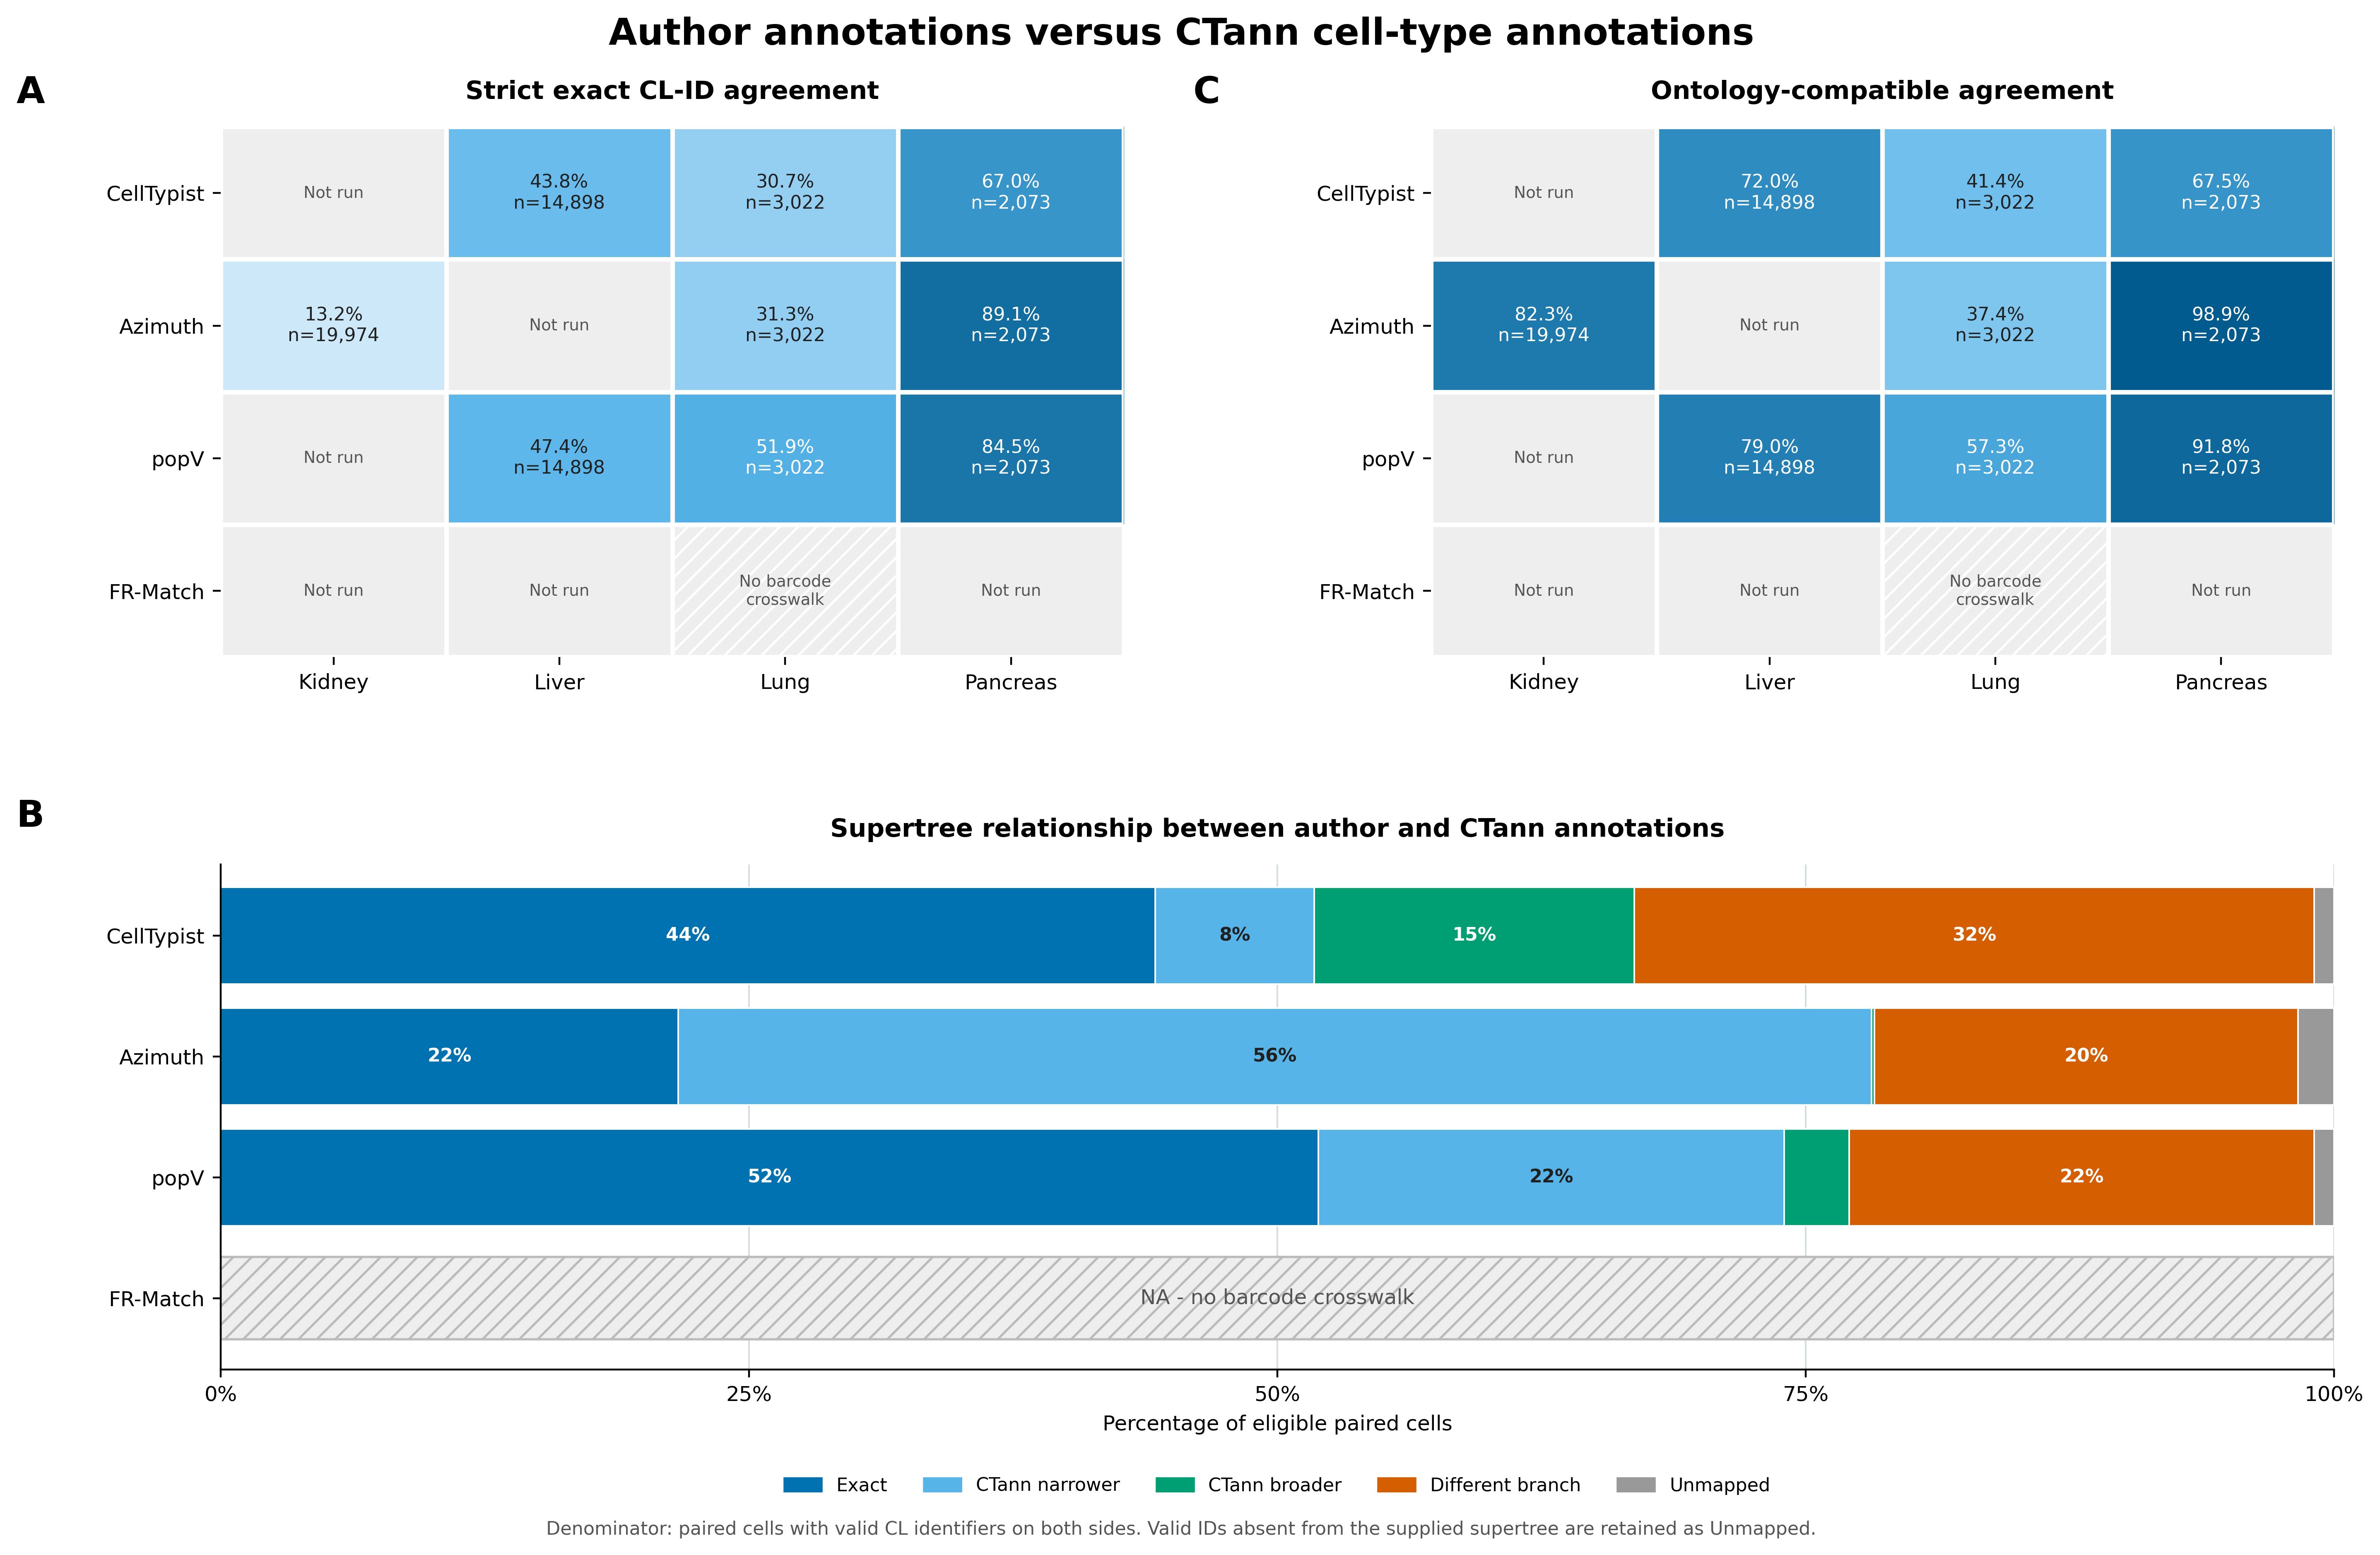 Author annotations versus CTann cell-type annotations
A
Strict exact CL-ID agreement
CellTypist
Not run
43.8%
n=14,898
30.7%
n=3,022
67.0%
n=2,073
Azimuth
13.2%
n=19,974
Not run
31.3%
n=3,022
89.1%
n=2,073
popV
Not run
47.4%
n=14,898
51.9%
n=3,022
84.5%
n=2,073
FR-Match
Not run
Not run
No barcode
crosswalk
Not run
Kidney
Liver
Lung
Pancreas
C
Ontology-compatible agreement
CellTypist
Not run
72.0%
n=14,898
41.4%
n=3,022
67.5%
n=2,073
Azimuth
82.3%
n=19,974
Not run
37.4%
n=3,022
98.9%
n=2,073
popV
Not run
79.0%
n=14,898
57.3%
n=3,022
91.8%
n=2,073
FR-Match
Not run
Not run
No barcode
crosswalk
Not run
Kidney
Liver
Lung
Pancreas
B
Supertree relationship between author and CTann annotations
CellTypist
44%
8%
15%
32%
Azimuth
22%
56%
20%
popV
52%
22%
22%
FR-Match
NA - no barcode crosswalk
0%
25%
50%
75%
100%
Percentage of eligible paired cells
Exact
CTann narrower
CTann broader
Different branch
Unmapped
Denominator: paired cells with valid CL identifiers on both sides. Valid IDs absent from the supplied supertree are retained as Unmapped.